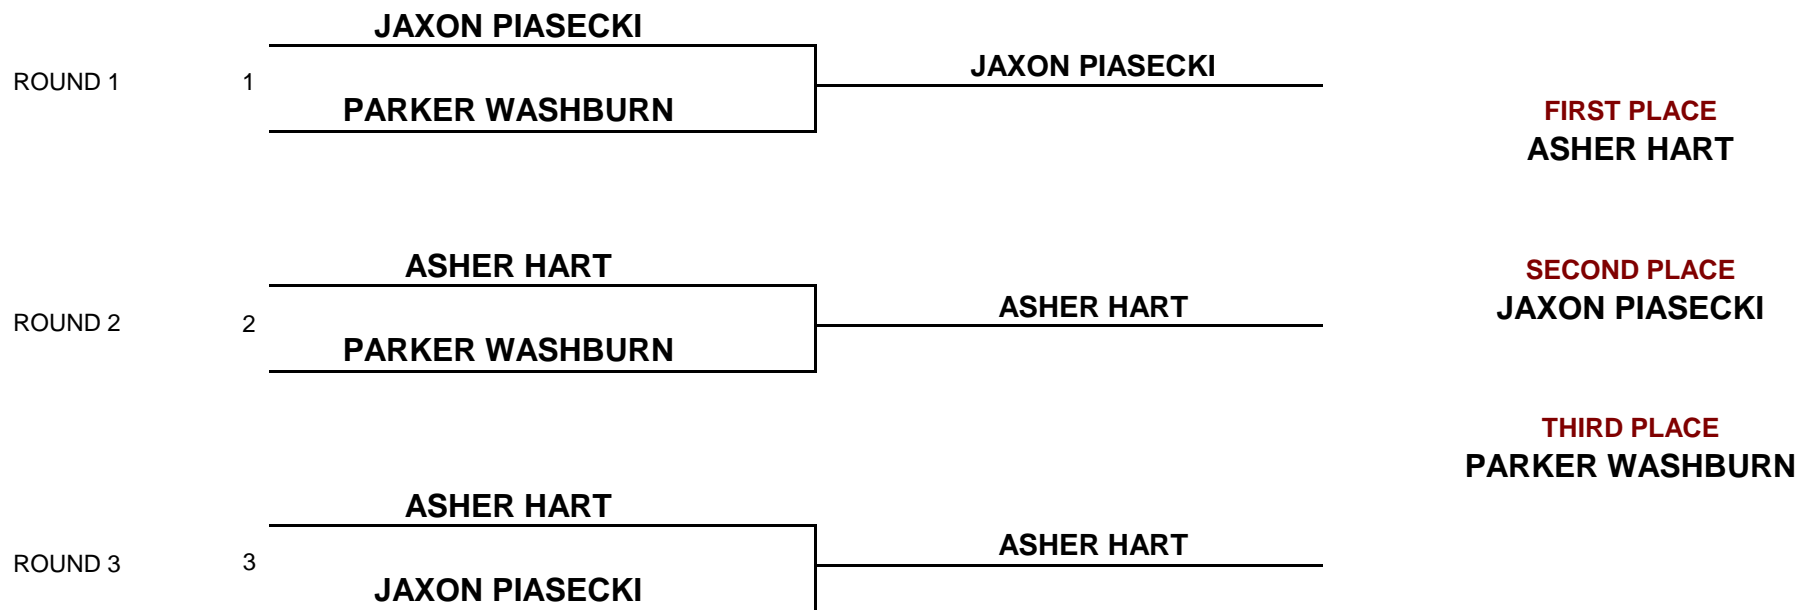 JAXON PIASECKI
ROUND 1
1
JAXON PIASECKI
PARKER WASHBURN
FIRST PLACE
ASHER HART
ASHER HART
SECOND PLACE
JAXON PIASECKI
ROUND 2
2
ASHER HART
PARKER WASHBURN
THIRD PLACE
PARKER WASHBURN
ASHER HART
ROUND 3
3
ASHER HART
JAXON PIASECKI